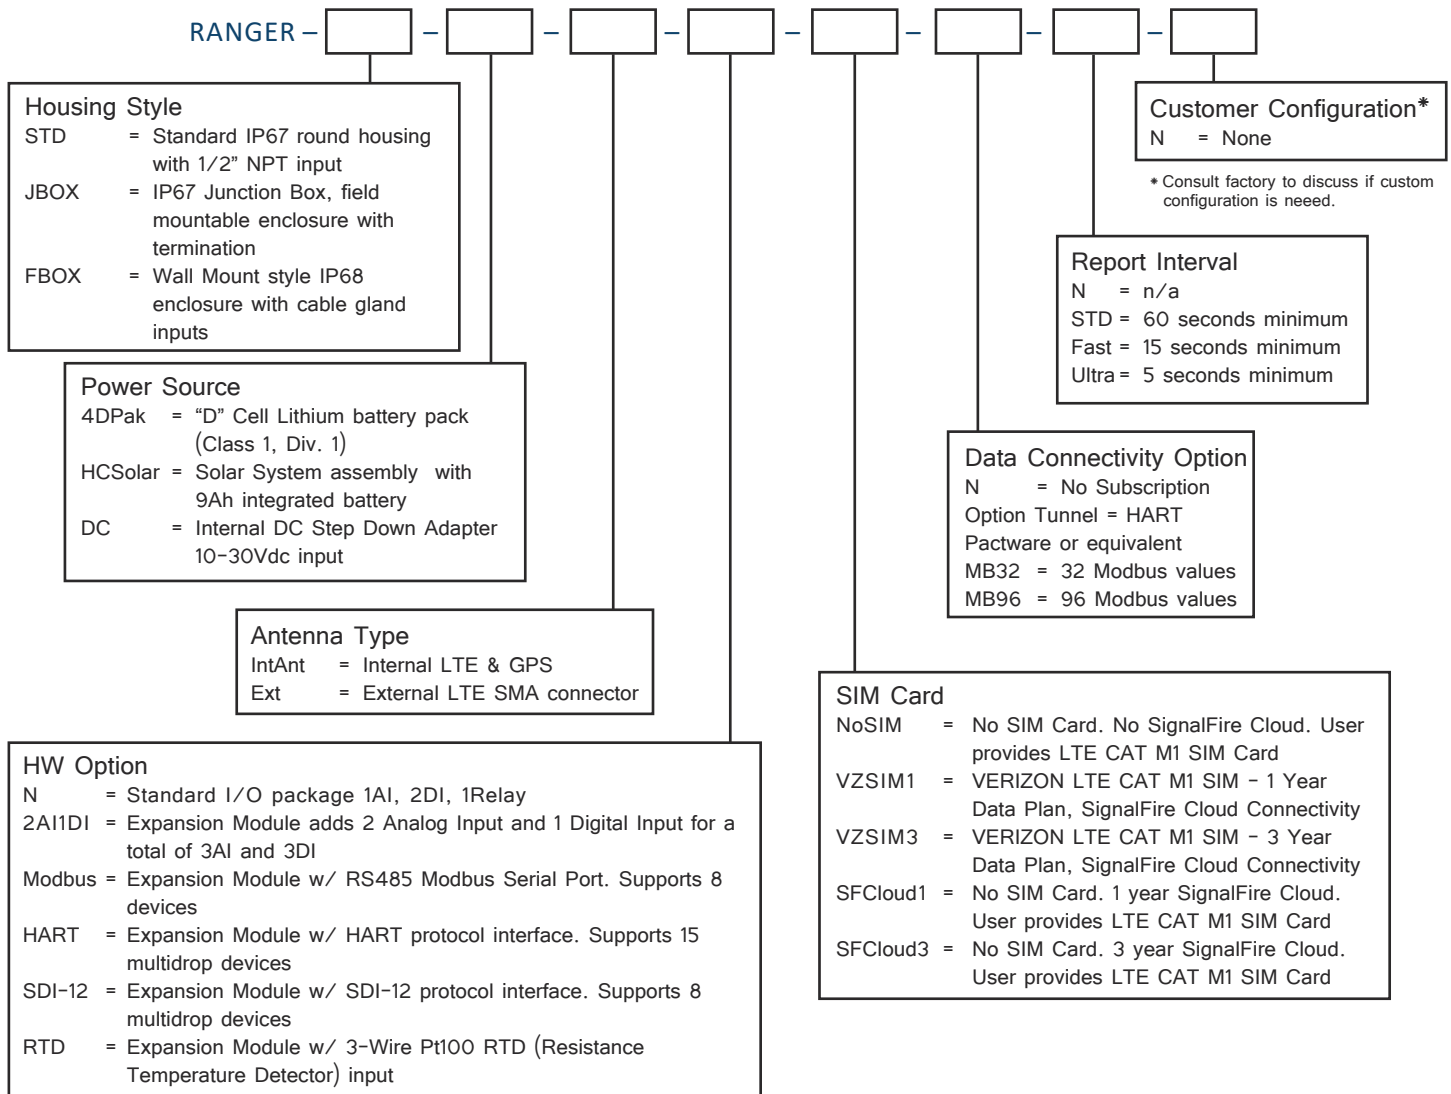 RANGER – – – – – – – –
Housing Style
STD = Standard IP67 round housing
with 1/2” NPT input
JBOX = IP67 Junction Box, field
mountable enclosure with
termination
FBOX = Wall Mount style IP68
enclosure with cable gland
inputs
Power Source
4DPak = “D” Cell Lithium battery pack
(Class 1, Div. 1)
HCSolar = Solar System assembly with
9Ah integrated battery
DC = Internal DC Step Down Adapter
10-30Vdc input
Antenna Type
IntAnt = Internal LTE & GPS
Ext = External LTE SMA connector
HW Option
N = Standard I/O package 1AI, 2DI, 1Relay
2AI1DI = Expansion Module adds 2 Analog Input and 1 Digital Input for a
total of 3AI and 3DI
Modbus = Expansion Module w/ RS485 Modbus Serial Port. Supports 8
devices
HART = Expansion Module w/ HART protocol interface. Supports 15
multidrop devices
SDI-12 = Expansion Module w/ SDI-12 protocol interface. Supports 8
multidrop devices
RTD = Expansion Module w/ 3-Wire Pt100 RTD (Resistance
Temperature Detector) input
SIM Card
NoSIM = No SIM Card. No SignalFire Cloud. User
provides LTE CAT M1 SIM Card
VZSIM1 = VERIZON LTE CAT M1 SIM - 1 Year
Data Plan, SignalFire Cloud Connectivity
VZSIM3 = VERIZON LTE CAT M1 SIM - 3 Year
Data Plan, SignalFire Cloud Connectivity
SFCloud1 = No SIM Card. 1 year SignalFire Cloud.
User provides LTE CAT M1 SIM Card
SFCloud3 = No SIM Card. 3 year SignalFire Cloud.
User provides LTE CAT M1 SIM Card
Data Connectivity Option
N = No Subscription
Option Tunnel = HART
Pactware or equivalent
MB32 = 32 Modbus values
MB96 = 96 Modbus values
Report Interval
N = n/a
STD = 60 seconds minimum
Fast = 15 seconds minimum
Ultra = 5 seconds minimum
Customer Configuration*
N = None
* Consult factory to discuss if custom
configuration is neeed.